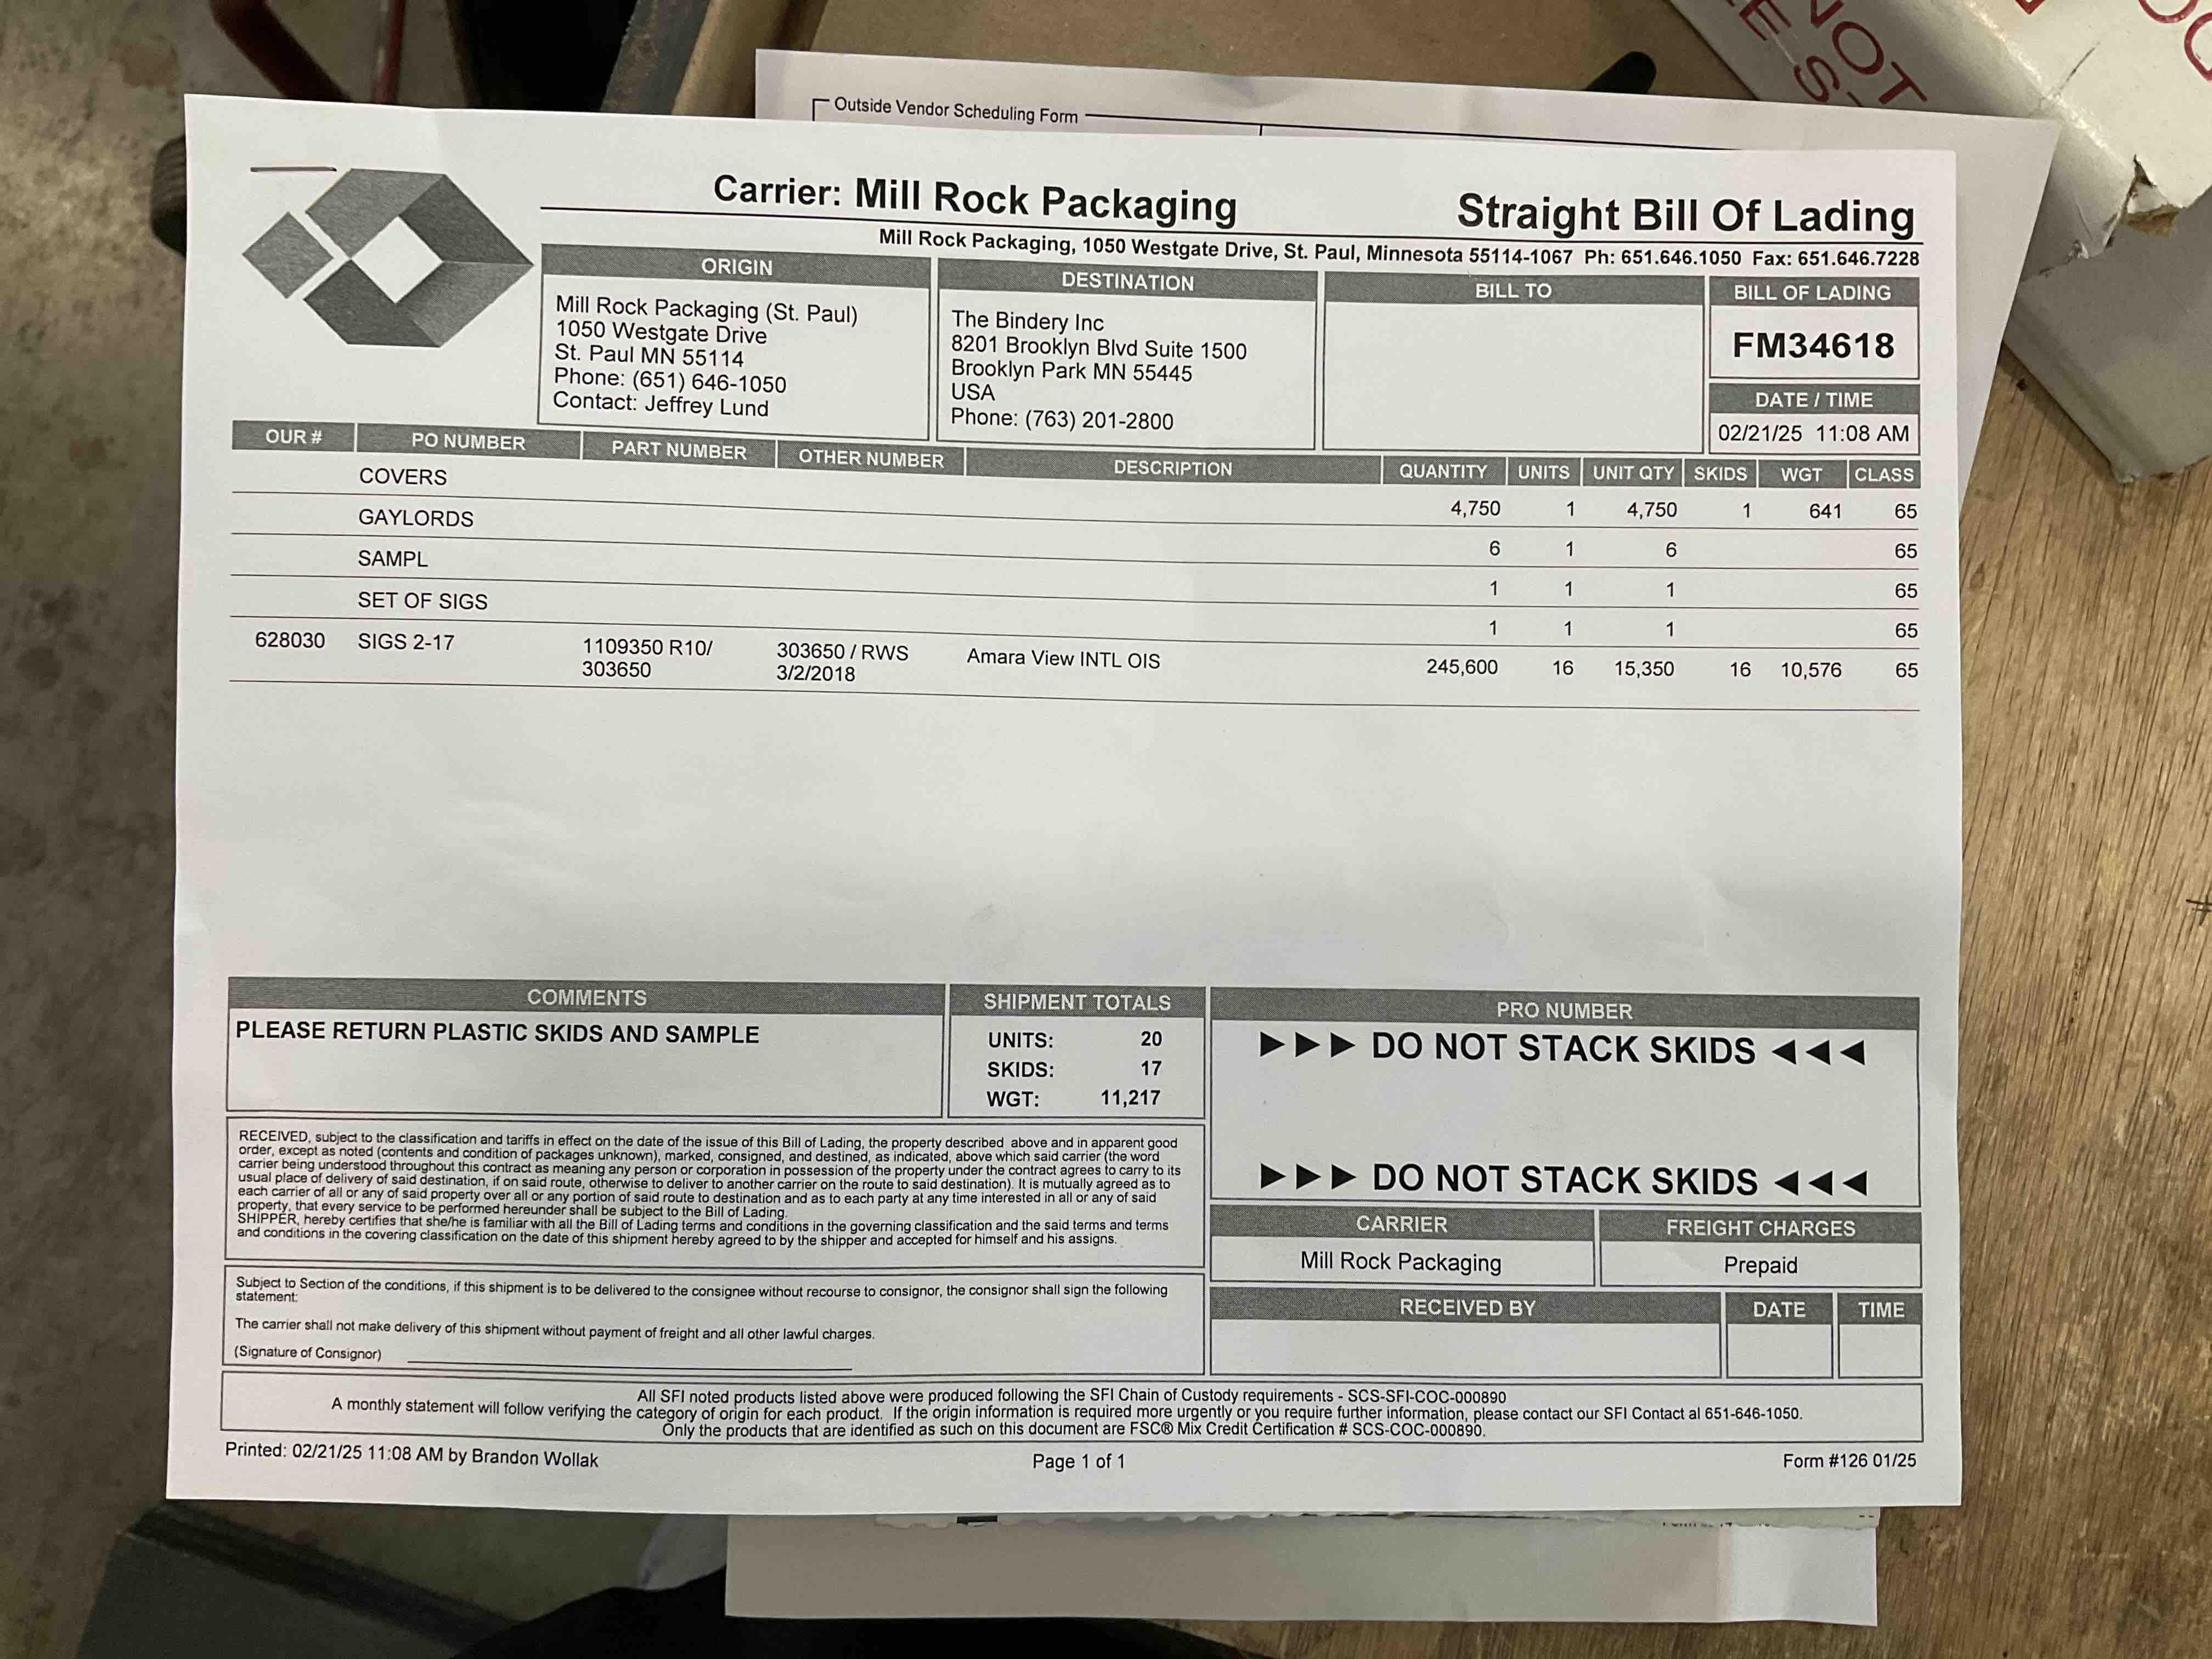 NOT
E S
Outside Vendor Scheduling Form
Carrier: Mill Rock Packaging
Straight Bill Of Lading
Mill Rock Packaging, 1050 Westgate Drive, St. Paul, Minnesota 55114-1067 Ph: 651.646.1050 Fax: 651.646.7228
ORIGIN
Mill Rock Packaging (St. Paul)
1050 Westgate Drive
St. Paul MN 55114
Phone: (651) 646-1050
Contact: Jeffrey Lund
DESTINATION
The Bindery Inc
8201 Brooklyn Blvd Suite 1500
Brooklyn Park MN 55445
USA
Phone: (763) 201-2800
BILL TO
BILL OF LADING
FM34618
DATE / TIME
02/21/25 11:08 AM
OUR # PO NUMBER PART NUMBER OTHER NUMBER DESCRIPTION QUANTITY UNITS UNIT QTY SKIDS WGT CLASS
COVERS 4,750 1 4,750 1 641 65
GAYLORDS 6 1 6 65
SAMPL 1 1 1 65
SET OF SIGS 1 1 1 65
628030 SIGS 2-17 1109350 R10/ 303650 / RWS Amara View INTL OIS 245,600 16 15,350 16 10,576 65
303650 3/2/2018
COMMENTS
PLEASE RETURN PLASTIC SKIDS AND SAMPLE
SHIPMENT TOTALS
UNITS: 20
SKIDS: 17
WGT: 11,217
PRO NUMBER
▶▶▶ DO NOT STACK SKIDS ◀◀◀
▶▶▶ DO NOT STACK SKIDS ◀◀◀
RECEIVED, subject to the classification and tariffs in effect on the date of the issue of this Bill of Lading, the property described above and in apparent good
order, except as noted (contents and condition of packages unknown), marked, consigned, and destined, as indicated, above which said carrier (the word
carrier being understood throughout this contract as meaning any person or corporation in possession of the property under the contract agrees to carry to its
usual place of delivery of said destination, if on said route, otherwise to deliver to another carrier on the route to said destination). It is mutually agreed as to
each carrier of all or any of said property over all or any portion of said route to destination and as to each party at any time interested in all or any of said
property, that every service to be performed hereunder shall be subject to the Bill of Lading.
SHIPPER, hereby certifies that she/he is familiar with all the Bill of Lading terms and conditions in the governing classification and the said terms and terms
and conditions in the covering classification on the date of this shipment hereby agreed to by the shipper and accepted for himself and his assigns.
CARRIER
Mill Rock Packaging
FREIGHT CHARGES
Prepaid
Subject to Section of the conditions, if this shipment is to be delivered to the consignee without recourse to consignor, the consignor shall sign the following
statement:
The carrier shall not make delivery of this shipment without payment of freight and all other lawful charges.
(Signature of Consignor)
RECEIVED BY DATE TIME
All SFI noted products listed above were produced following the SFI Chain of Custody requirements - SCS-SFI-COC-000890
A monthly statement will follow verifying the category of origin for each product. If the origin information is required more urgently or you require further information, please contact our SFI Contact al 651-646-1050.
Only the products that are identified as such on this document are FSC® Mix Credit Certification # SCS-COC-000890.
Printed: 02/21/25 11:08 AM by Brandon Wollak
Page 1 of 1
Form #126 01/25